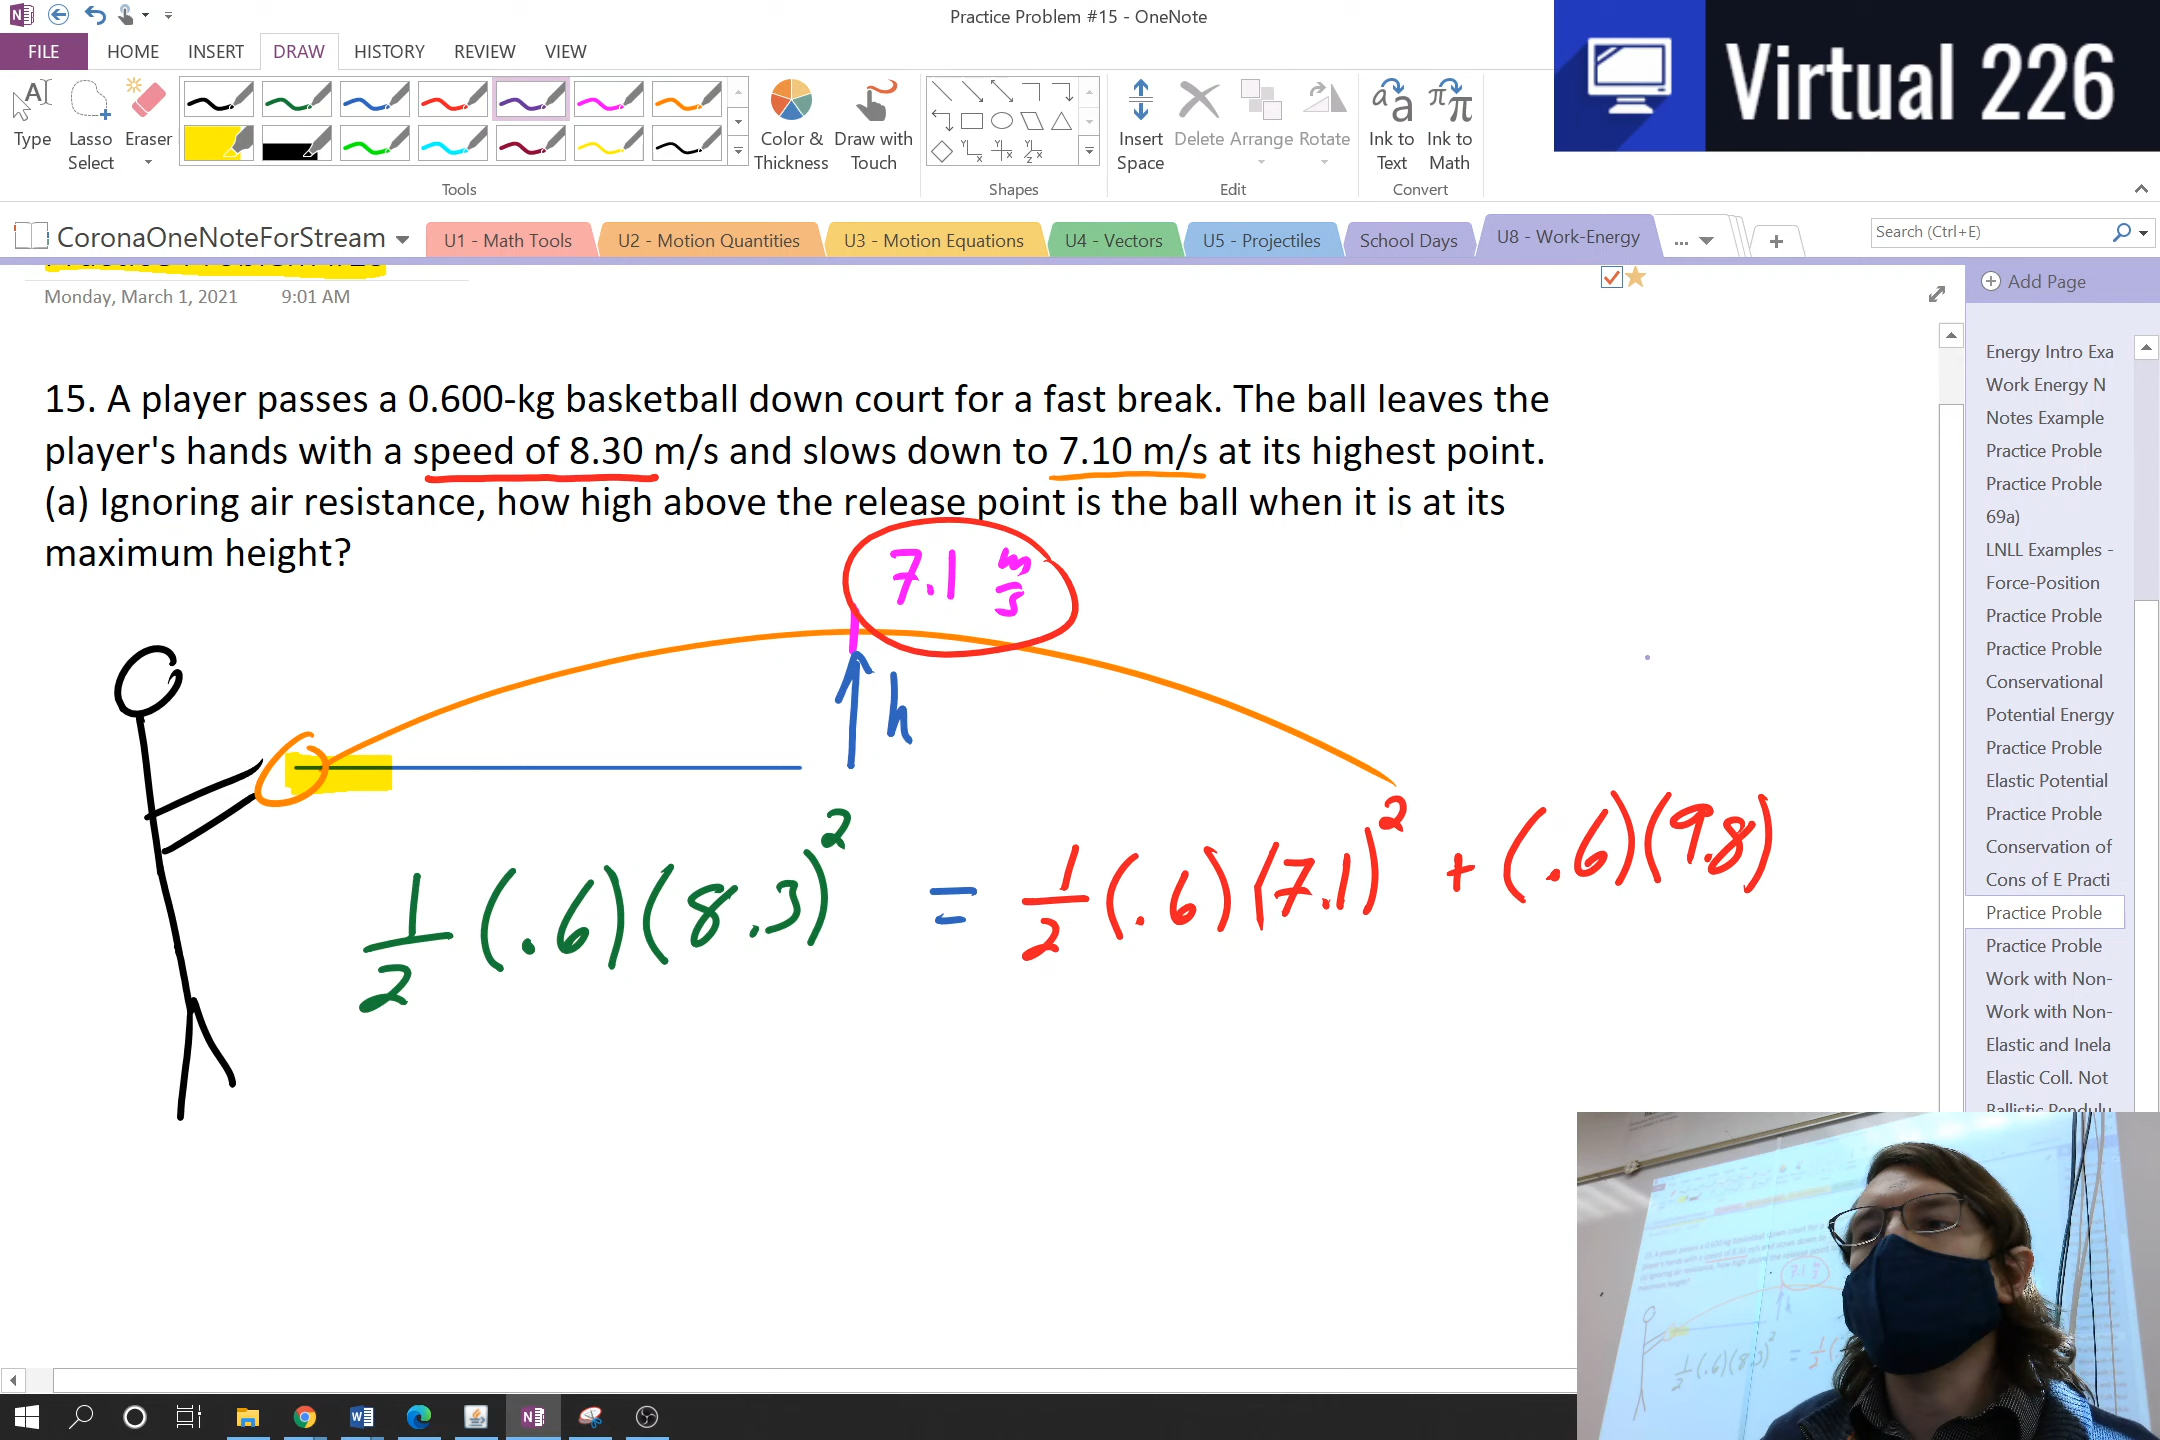 Practice Problem #15 - OneNote
FILE HOME INSERT DRAW HISTORY REVIEW VIEW
Virtual 226
Type
Lasso Select
Eraser
Color & Thickness
Draw with Touch
Insert Space
Delete
Arrange
Rotate
Ink to Text
Ink to Math
Tools Shapes Edit Convert
CoronaOneNoteForStream
U1 - Math Tools
U2 - Motion Quantities
U3 - Motion Equations
U4 - Vectors
U5 - Projectiles
School Days
U8 - Work-Energy
...
Search (Ctrl+E)
Monday, March 1, 2021 9:01 AM
15. A player passes a 0.600-kg basketball down court for a fast break. The ball leaves the
player's hands with a speed of 8.30 m/s and slows down to 7.10 m/s at its highest point.
(a) Ignoring air resistance, how high above the release point is the ball when it is at its
maximum height?
7.1 m/s
h
1/2 (.6)(8.3)² = 1/2 (.6)(7.1)² + (.6)(9.8)
Add Page
Energy Intro Exa
Work Energy N
Notes Example
Practice Proble
Practice Proble
69a)
LNLL Examples -
Force-Position
Practice Proble
Practice Proble
Conservational
Potential Energy
Practice Proble
Elastic Potential
Practice Proble
Conservation of
Cons of E Practi
Practice Proble
Practice Proble
Work with Non-
Work with Non-
Elastic and Inela
Elastic Coll. Not